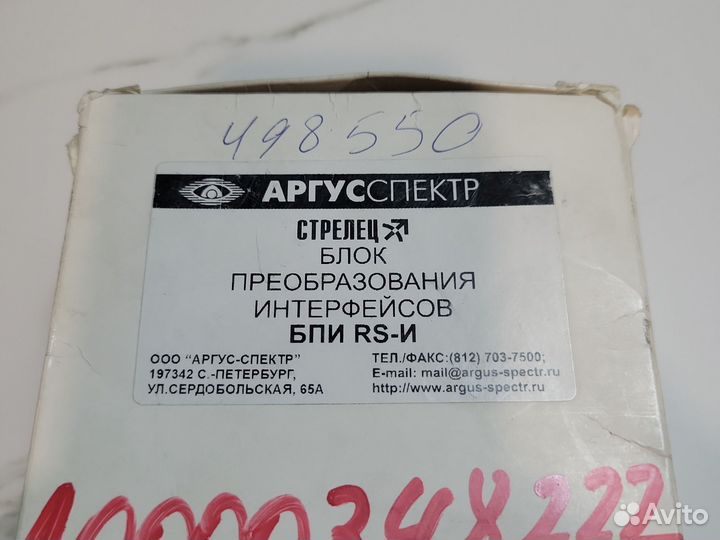 498550
АРГУССПЕКТР
СТРЕЛЕЦ
БЛОК
ПРЕОБРАЗОВАНИЯ
ИНТЕРФЕЙСОВ
БПИ RS-И
ООО "АРГУС-СПЕКТР"
197342 С.-ПЕТЕРБУРГ,
УЛ.СЕРДОБОЛЬСКАЯ, 65А
ТЕЛ./ФАКС:(812) 703-7500;
E-mail: mail@argus-spectr.ru
http://www.argus-spectr.ru
10000348222
Avito